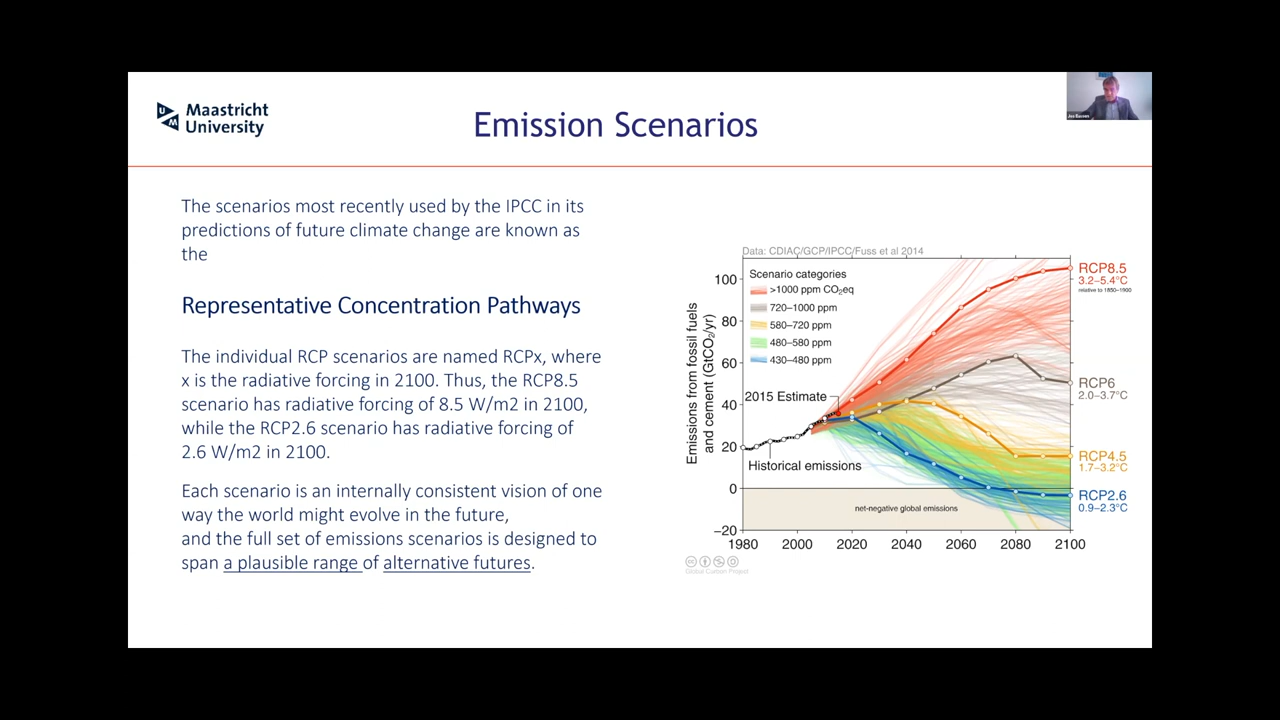 Maastricht
University
UM
Emission Scenarios
Jos Bassen
The scenarios most recently used by the IPCC in its
predictions of future climate change are known as
the
Representative Concentration Pathways
The individual RCP scenarios are named RCPx, where
x is the radiative forcing in 2100. Thus, the RCP8.5
scenario has radiative forcing of 8.5 W/m2 in 2100,
while the RCP2.6 scenario has radiative forcing of
2.6 W/m2 in 2100.
Each scenario is an internally consistent vision of one
way the world might evolve in the future,
and the full set of emissions scenarios is designed to
span a plausible range of alternative futures.
Data: CDIAC/GCP/IPCC/Fuss et al 2014
Emissions from fossil fuels
and cement (GtCO₂/yr)
100
80
60
40
20
0
−20
Scenario categories
>1000 ppm CO₂eq
720–1000 ppm
580–720 ppm
480–580 ppm
430–480 ppm
2015 Estimate
Historical emissions
net-negative global emissions
RCP8.5
3.2–5.4°C
relative to 1850–1900
RCP6
2.0–3.7°C
RCP4.5
1.7–3.2°C
RCP2.6
0.9–2.3°C
1980 2000 2020 2040 2060 2080 2100
Global Carbon Project